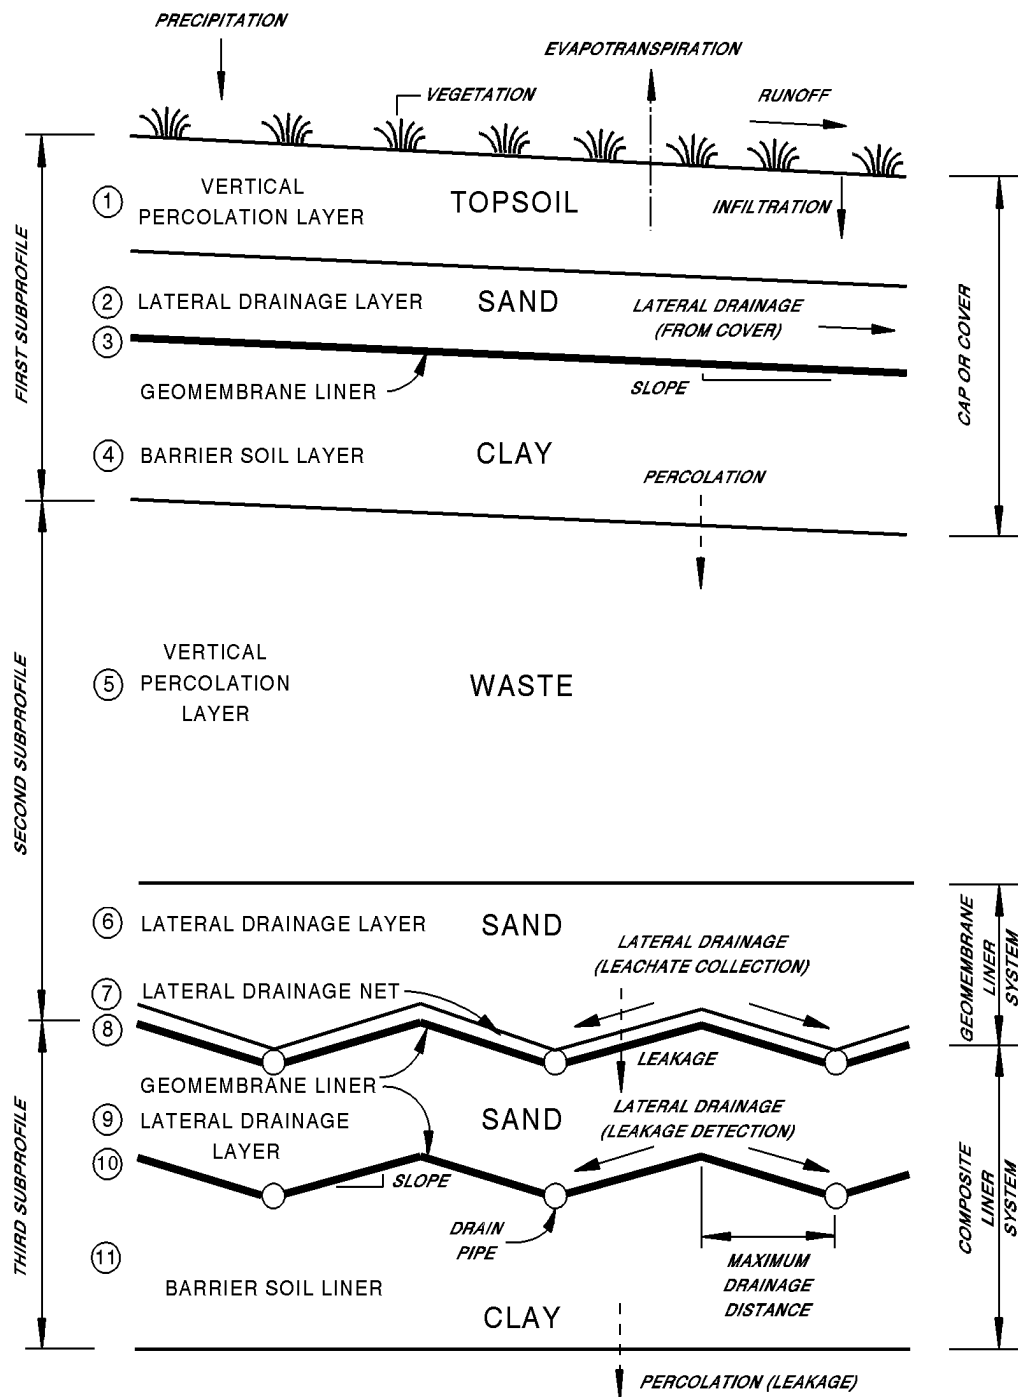 PRECIPITATION
EVAPOTRANSPIRATION
VEGETATION
RUNOFF
1
VERTICAL
PERCOLATION LAYER
TOPSOIL
INFILTRATION
2
LATERAL DRAINAGE LAYER
SAND
LATERAL DRAINAGE
(FROM COVER)
3
GEOMEMBRANE LINER
SLOPE
4
BARRIER SOIL LAYER
CLAY
PERCOLATION
FIRST SUBPROFILE
CAP OR COVER
5
VERTICAL
PERCOLATION
LAYER
WASTE
SECOND SUBPROFILE
6
LATERAL DRAINAGE LAYER
SAND
LATERAL DRAINAGE
(LEACHATE COLLECTION)
7
LATERAL DRAINAGE NET
8
GEOMEMBRANE
LINER
SYSTEM
LEAKAGE
GEOMEMBRANE LINER
9
LATERAL DRAINAGE
LAYER
SAND
LATERAL DRAINAGE
(LEAKAGE DETECTION)
10
SLOPE
DRAIN
PIPE
11
MAXIMUM
DRAINAGE
DISTANCE
BARRIER SOIL LINER
CLAY
THIRD SUBPROFILE
COMPOSITE
LINER
SYSTEM
PERCOLATION (LEAKAGE)